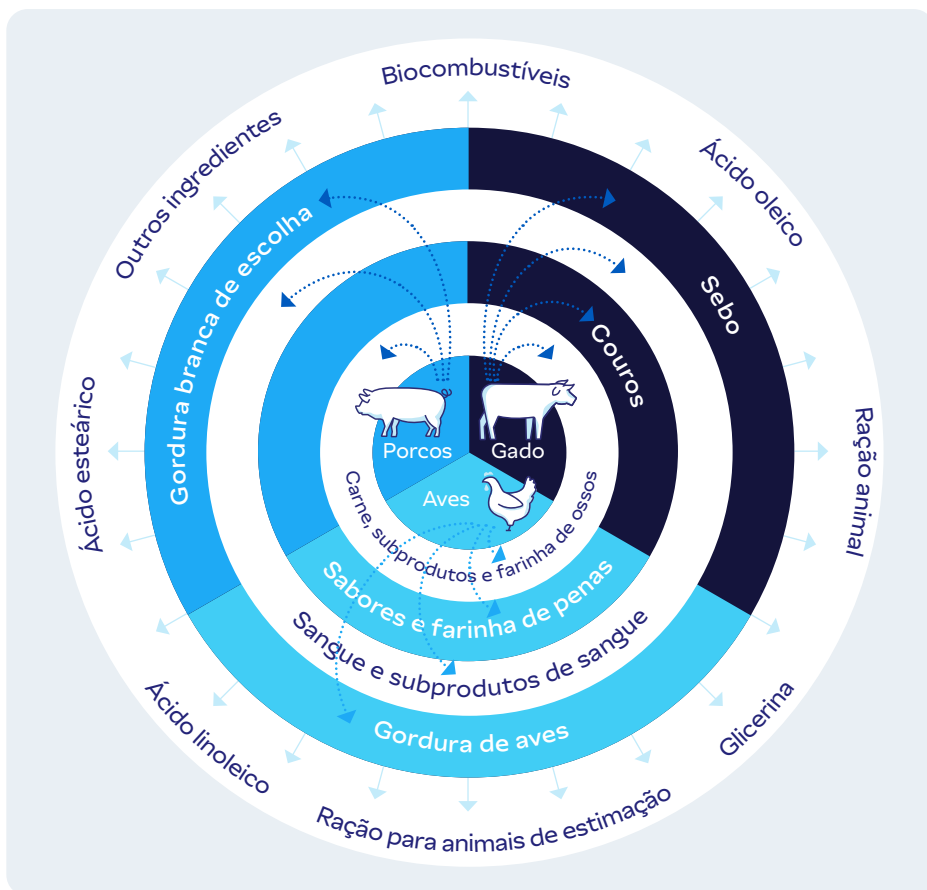 Biocombustíveis
Outros ingredientes
Ácido oleico
Gordura branca de escolha
Sebo
Couros
Ácido esteárico
Ração animal
Porcos
Gado
Aves
Carne, subprodutos e farinha de ossos
Sabores e farinha de penas
Sangue e subprodutos de sangue
Gordura de aves
Ácido linoleico
Glicerina
Ração para animais de estimação